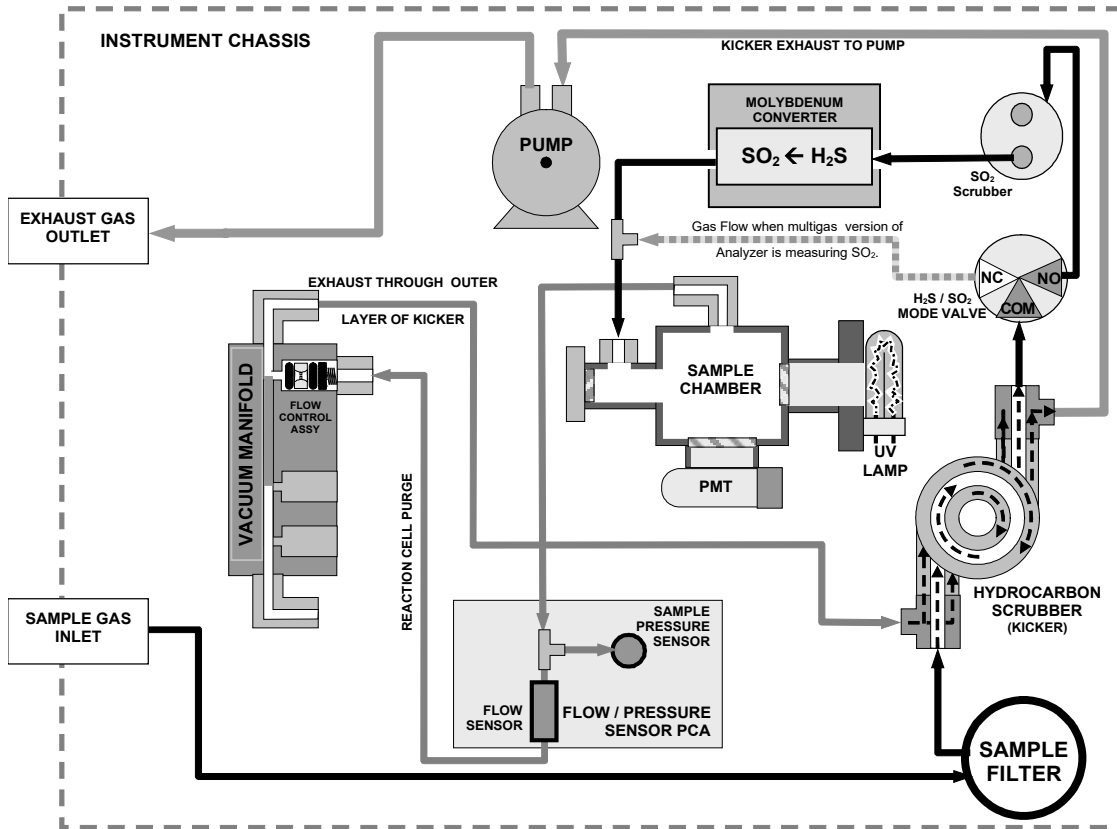 INSTRUMENT CHASSIS
KICKER EXHAUST TO PUMP
MOLYBDENUM
CONVERTER
SO₂ ← H₂S
PUMP
SO₂
Scrubber
EXHAUST GAS
OUTLET
Gas Flow when multigas version of
Analyzer is measuring SO₂.
NC
NO
COM
H₂S / SO₂
MODE VALVE
EXHAUST THROUGH OUTER
LAYER OF KICKER
SAMPLE
CHAMBER
VACUUM MANIFOLD
FLOW
CONTROL
ASSY
UV
LAMP
PMT
REACTION CELL PURGE
HYDROCARBON
SCRUBBER
(KICKER)
SAMPLE GAS
INLET
SAMPLE
PRESSURE
SENSOR
FLOW
SENSOR
FLOW / PRESSURE
SENSOR PCA
SAMPLE
FILTER